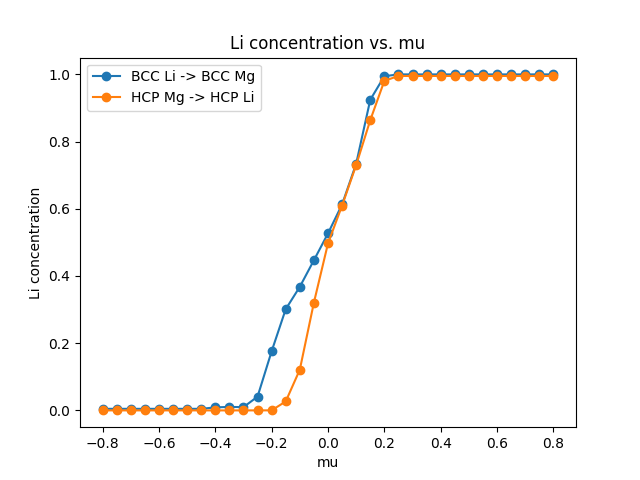 Li concentration vs. mu
BCC Li -> BCC Mg
HCP Mg -> HCP Li
Li concentration
1.0
0.8
0.6
0.4
0.2
0.0
−0.8 −0.6 −0.4 −0.2 0.0 0.2 0.4 0.6 0.8
mu